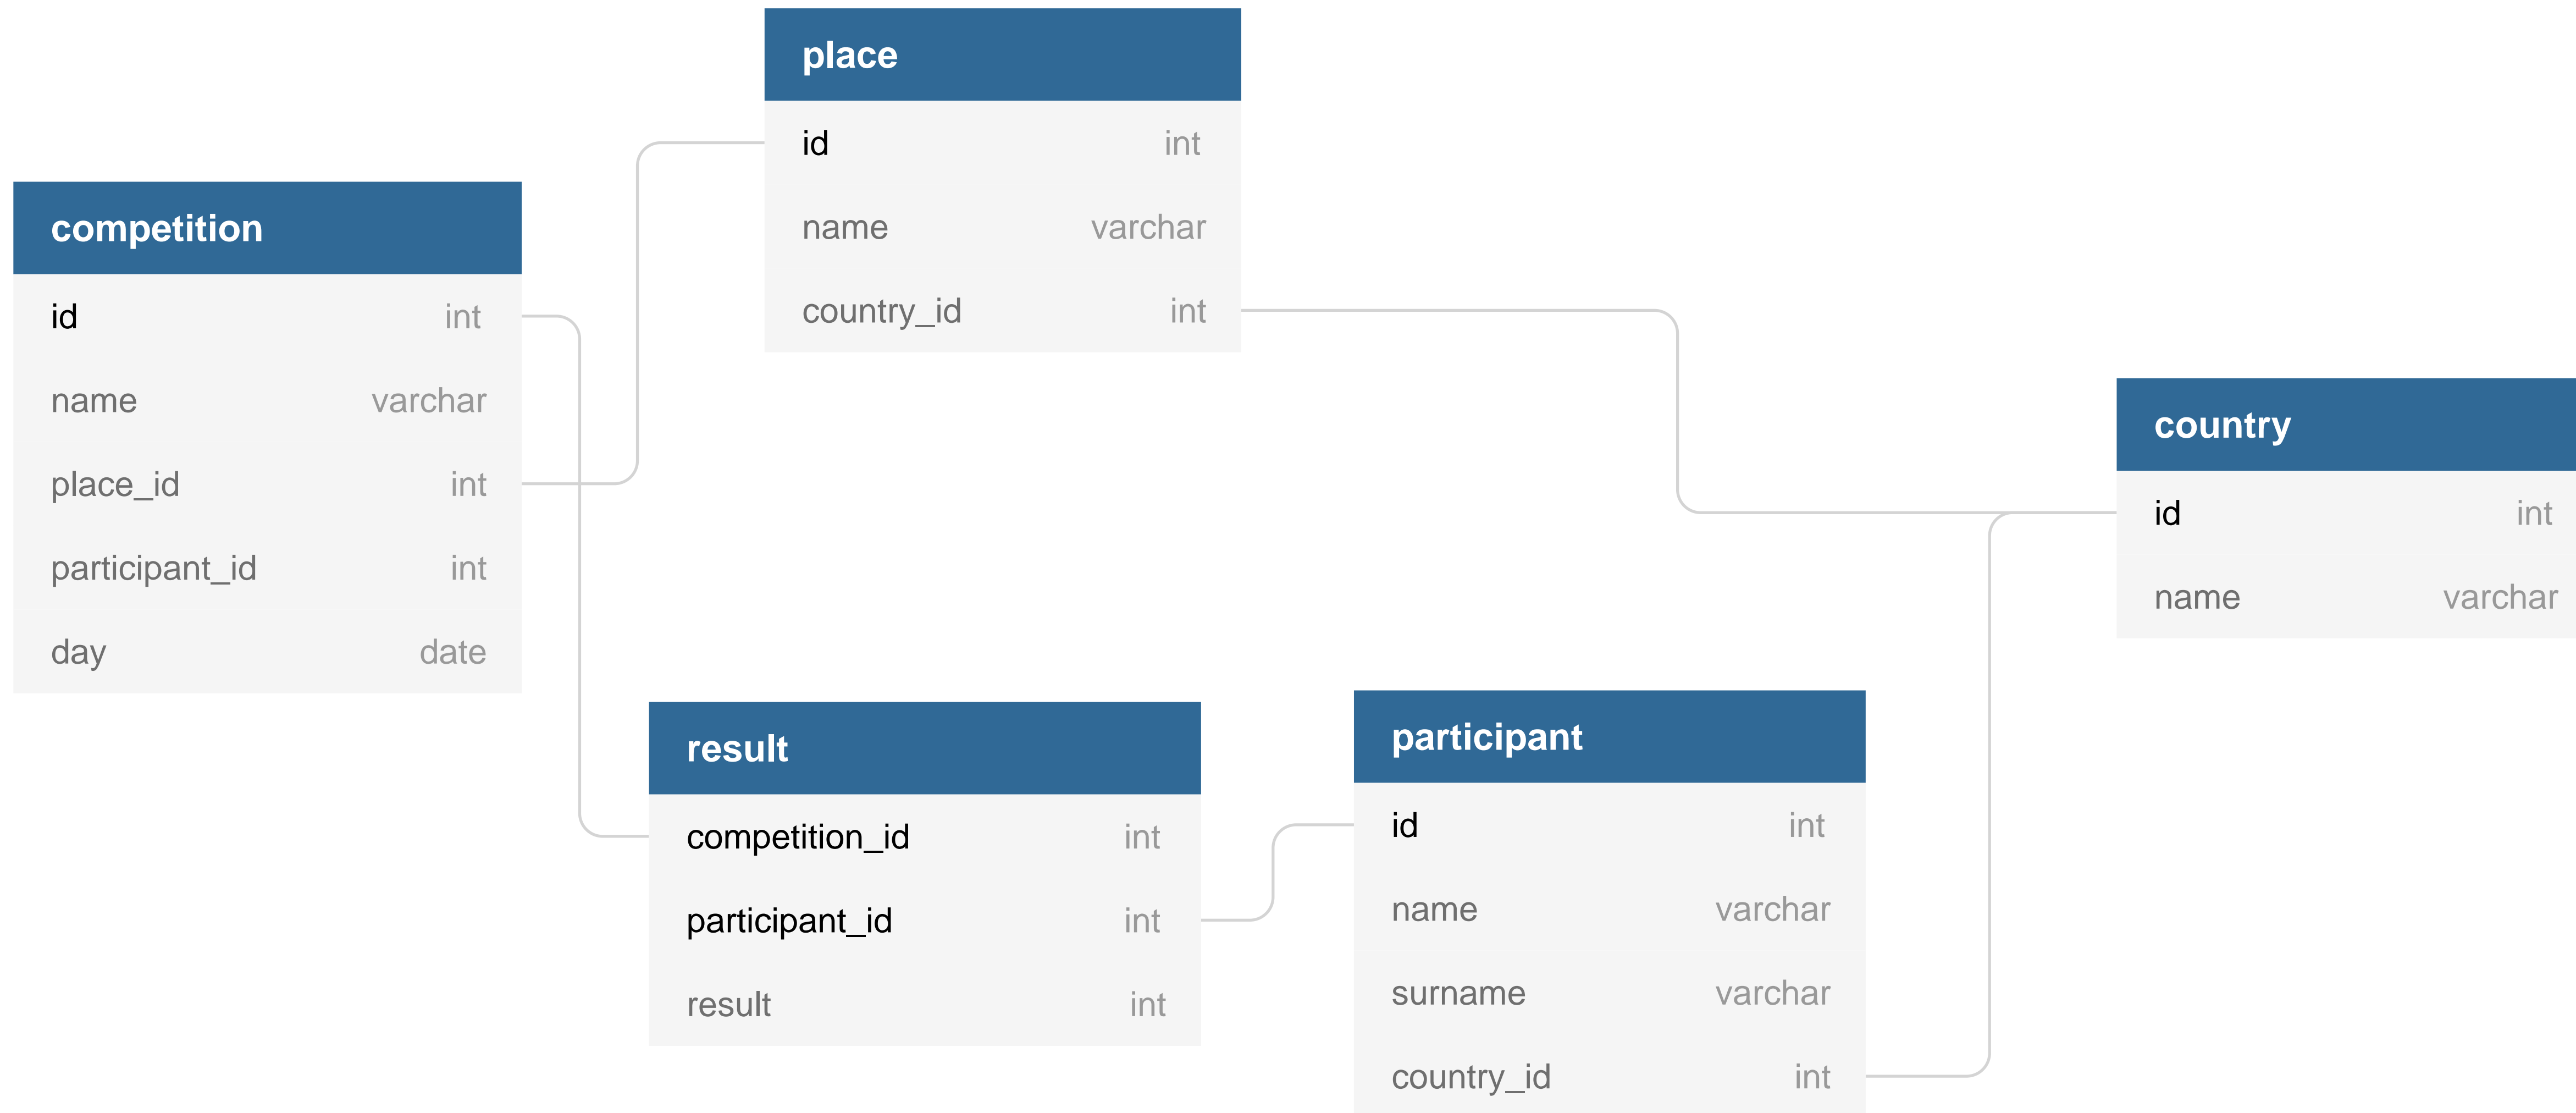 place
id int
name varchar
country_id int
competition
id int
name varchar
place_id int
participant_id int
day date
country
id int
name varchar
result
competition_id int
participant_id int
result int
participant
id int
name varchar
surname varchar
country_id int